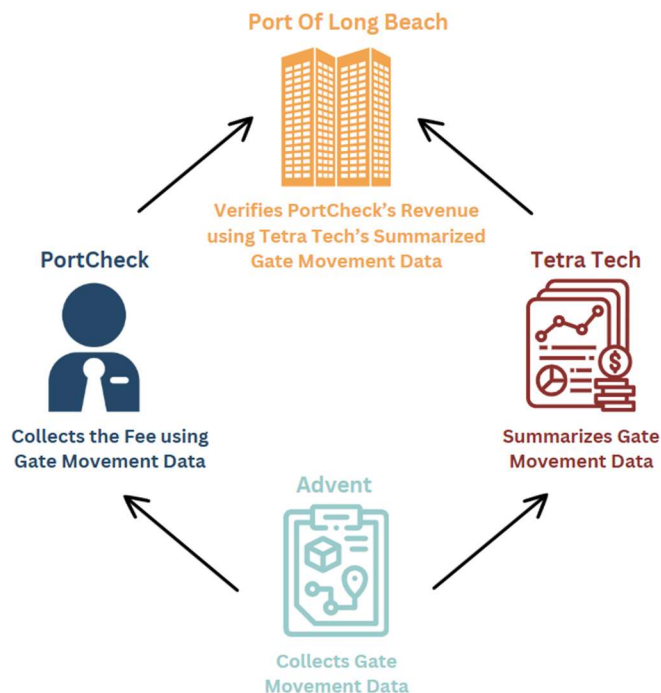 Port Of Long Beach
Verifies PortCheck's Revenue
using Tetra Tech's Summarized
Gate Movement Data
PortCheck
Collects the Fee using
Gate Movement Data
Tetra Tech
$
Summarizes Gate
Movement Data
Advent
Collects Gate
Movement Data